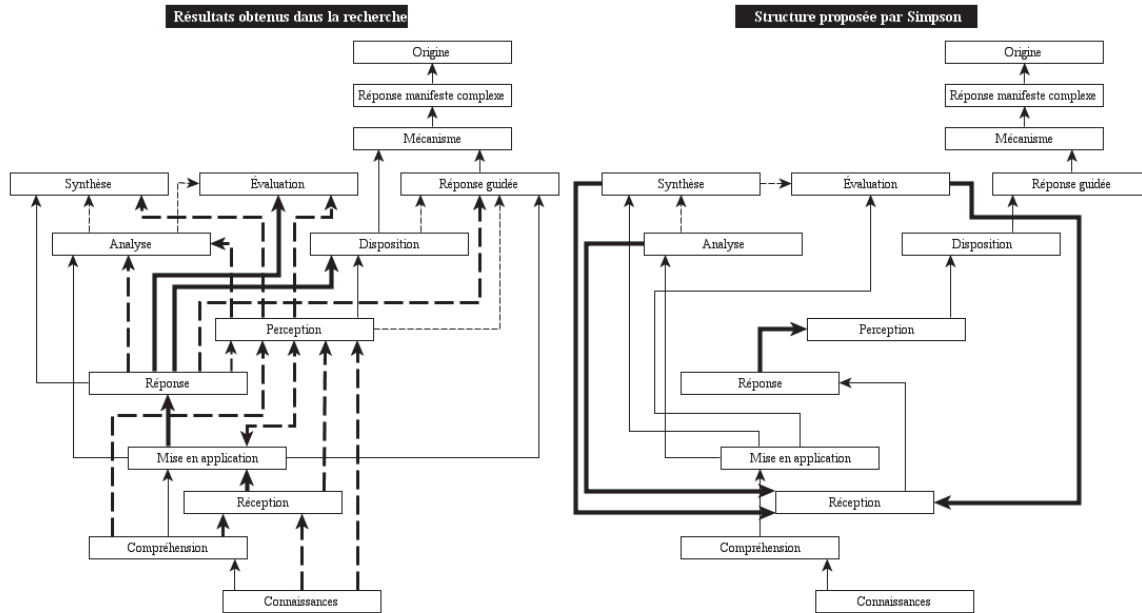 Résultats obtenus dans la recherche
Origine
Réponse manifeste complexe
Mécanisme
Synthèse
Évaluation
Réponse guidée
Analyse
Disposition
Perception
Réponse
Mise en application
Réception
Compréhension
Connaissances
Structure proposée par Simpson
Origine
Réponse manifeste complexe
Mécanisme
Synthèse
Évaluation
Réponse guidée
Analyse
Disposition
Perception
Réponse
Mise en application
Réception
Compréhension
Connaissances